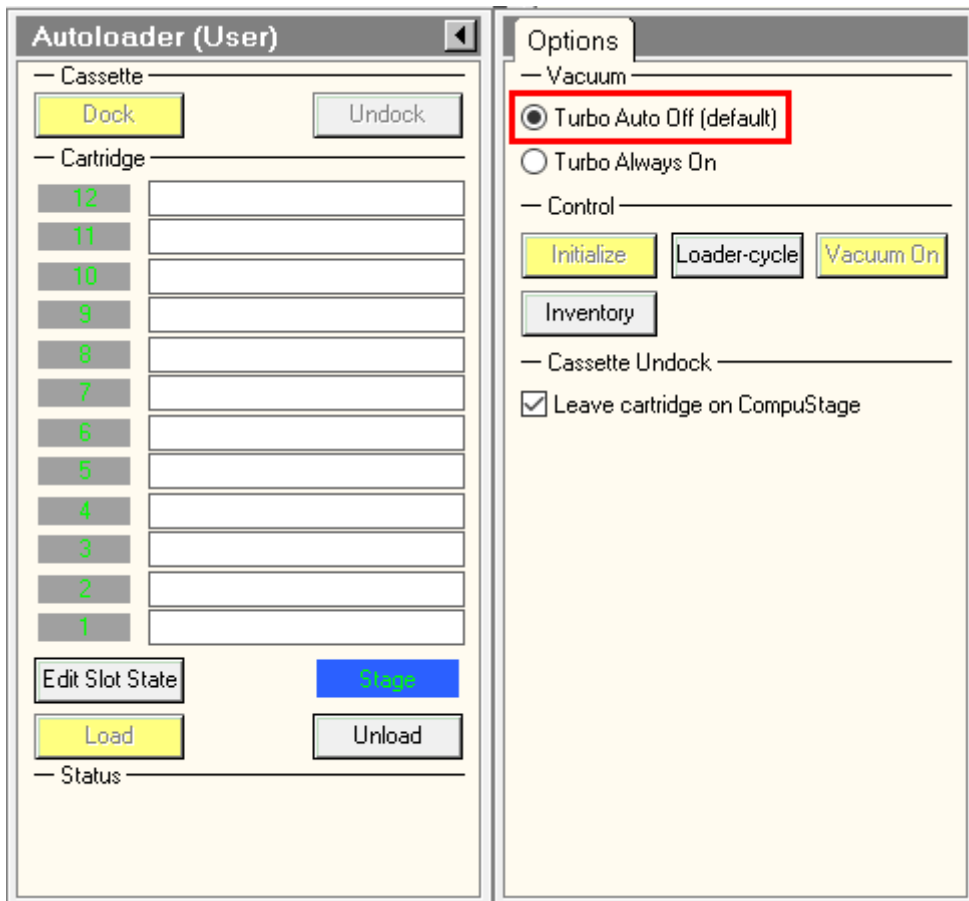 Autoloader (User)
Cassette
Dock
Undock
Cartridge
12
11
10
9
8
7
6
5
4
3
2
1
Edit Slot State
Stage
Load
Unload
Status
Options
Vacuum
Turbo Auto Off (default)
Turbo Always On
Control
Initialize
Loader-cycle
Vacuum On
Inventory
Cassette Undock
Leave cartridge on CompuStage